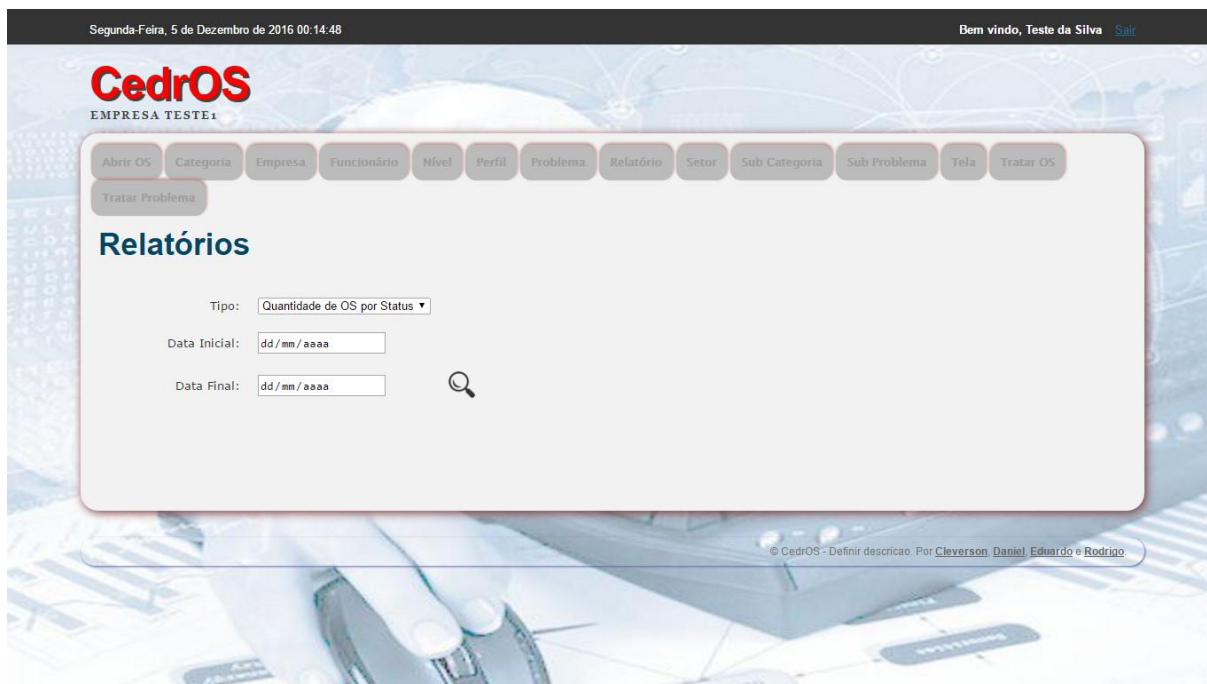 Segunda-Feira, 5 de Dezembro de 2016 00:14:48
Bem vindo, Teste da Silva Sair
CedrOS
EMPRESA TESTE1
Abrir OS Categoria Empresa Funcionário Nível Perfil Problema Relatório Setor Sub Categoria Sub Problema Tela Tratar OS
Tratar Problema
Relatórios
Tipo: Quantidade de OS por Status
Data Inicial: dd/mm/aaaa
Data Final: dd/mm/aaaa
© CedrOS - Definir descricao. Por Cleverson, Daniel, Eduardo e Rodrigo.